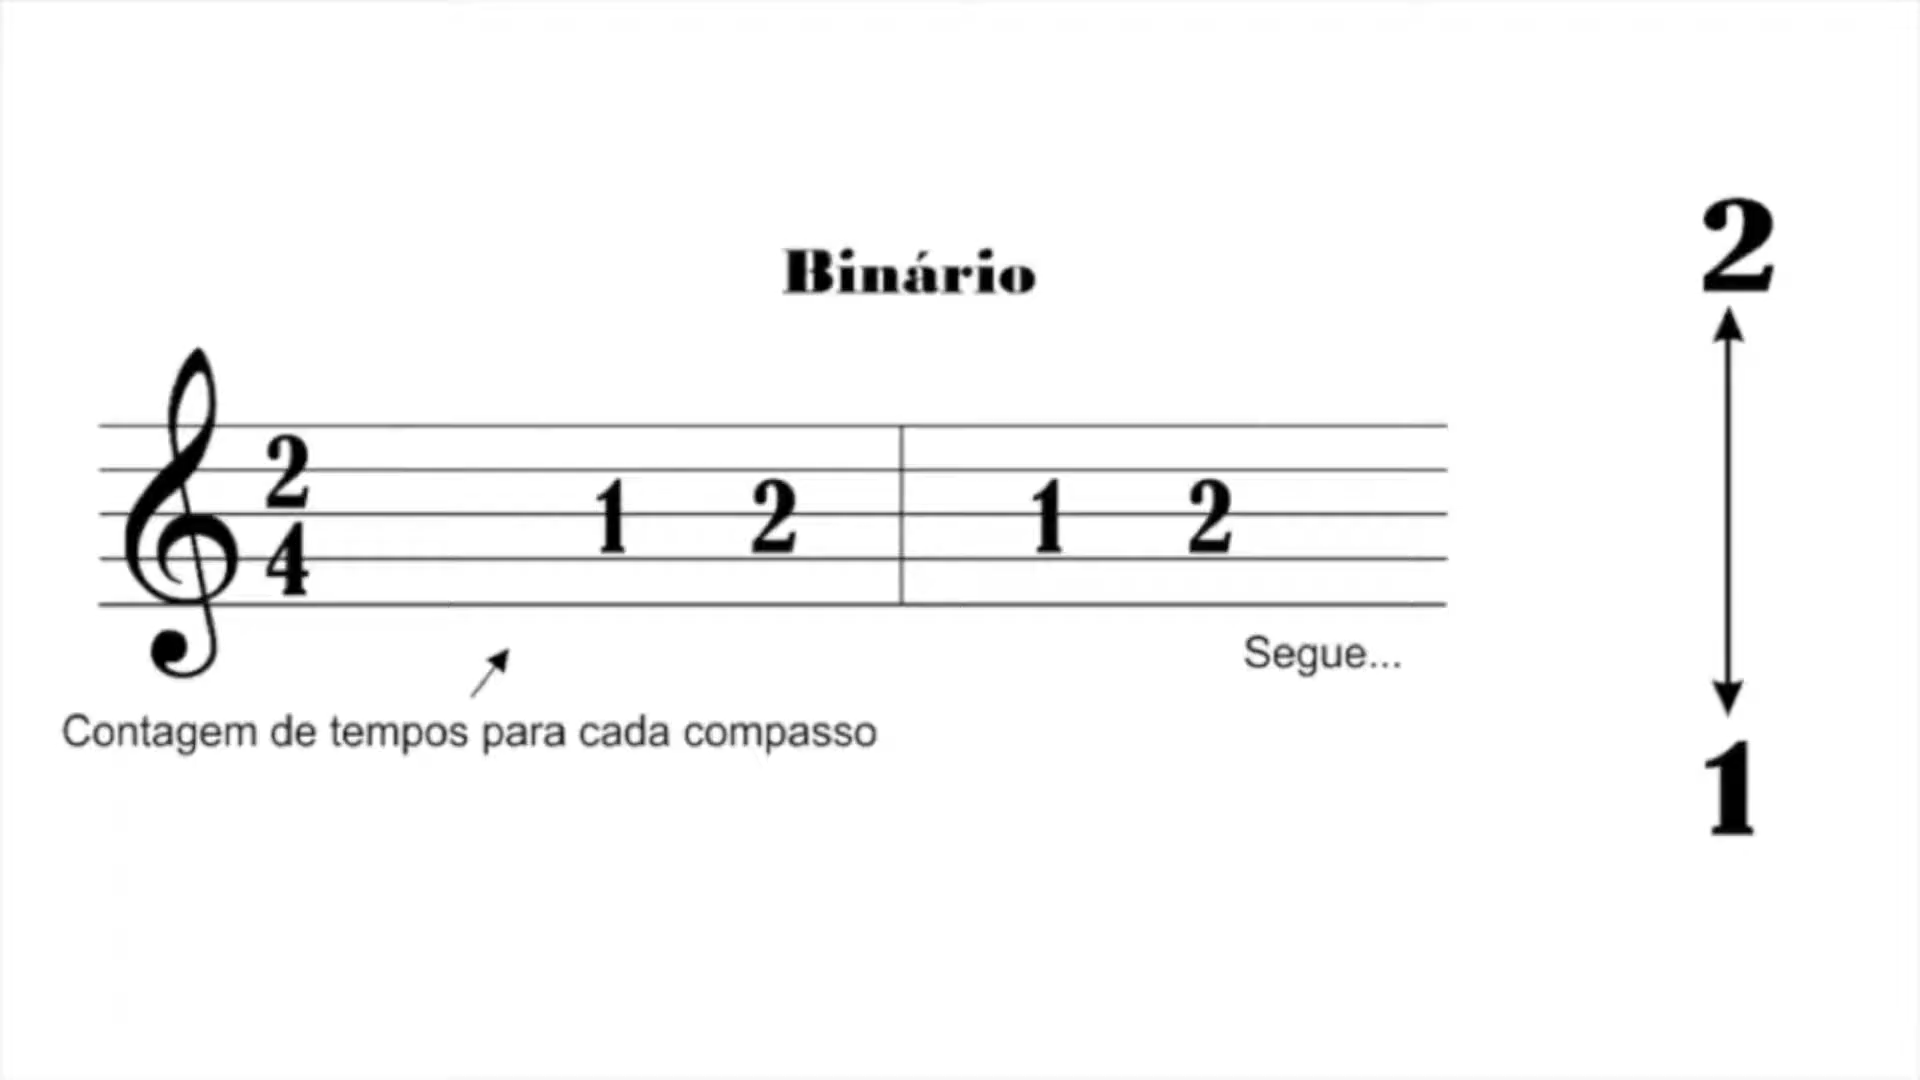 Binário
2
4
1 2 1 2
Segue...
Contagem de tempos para cada compasso
2
1